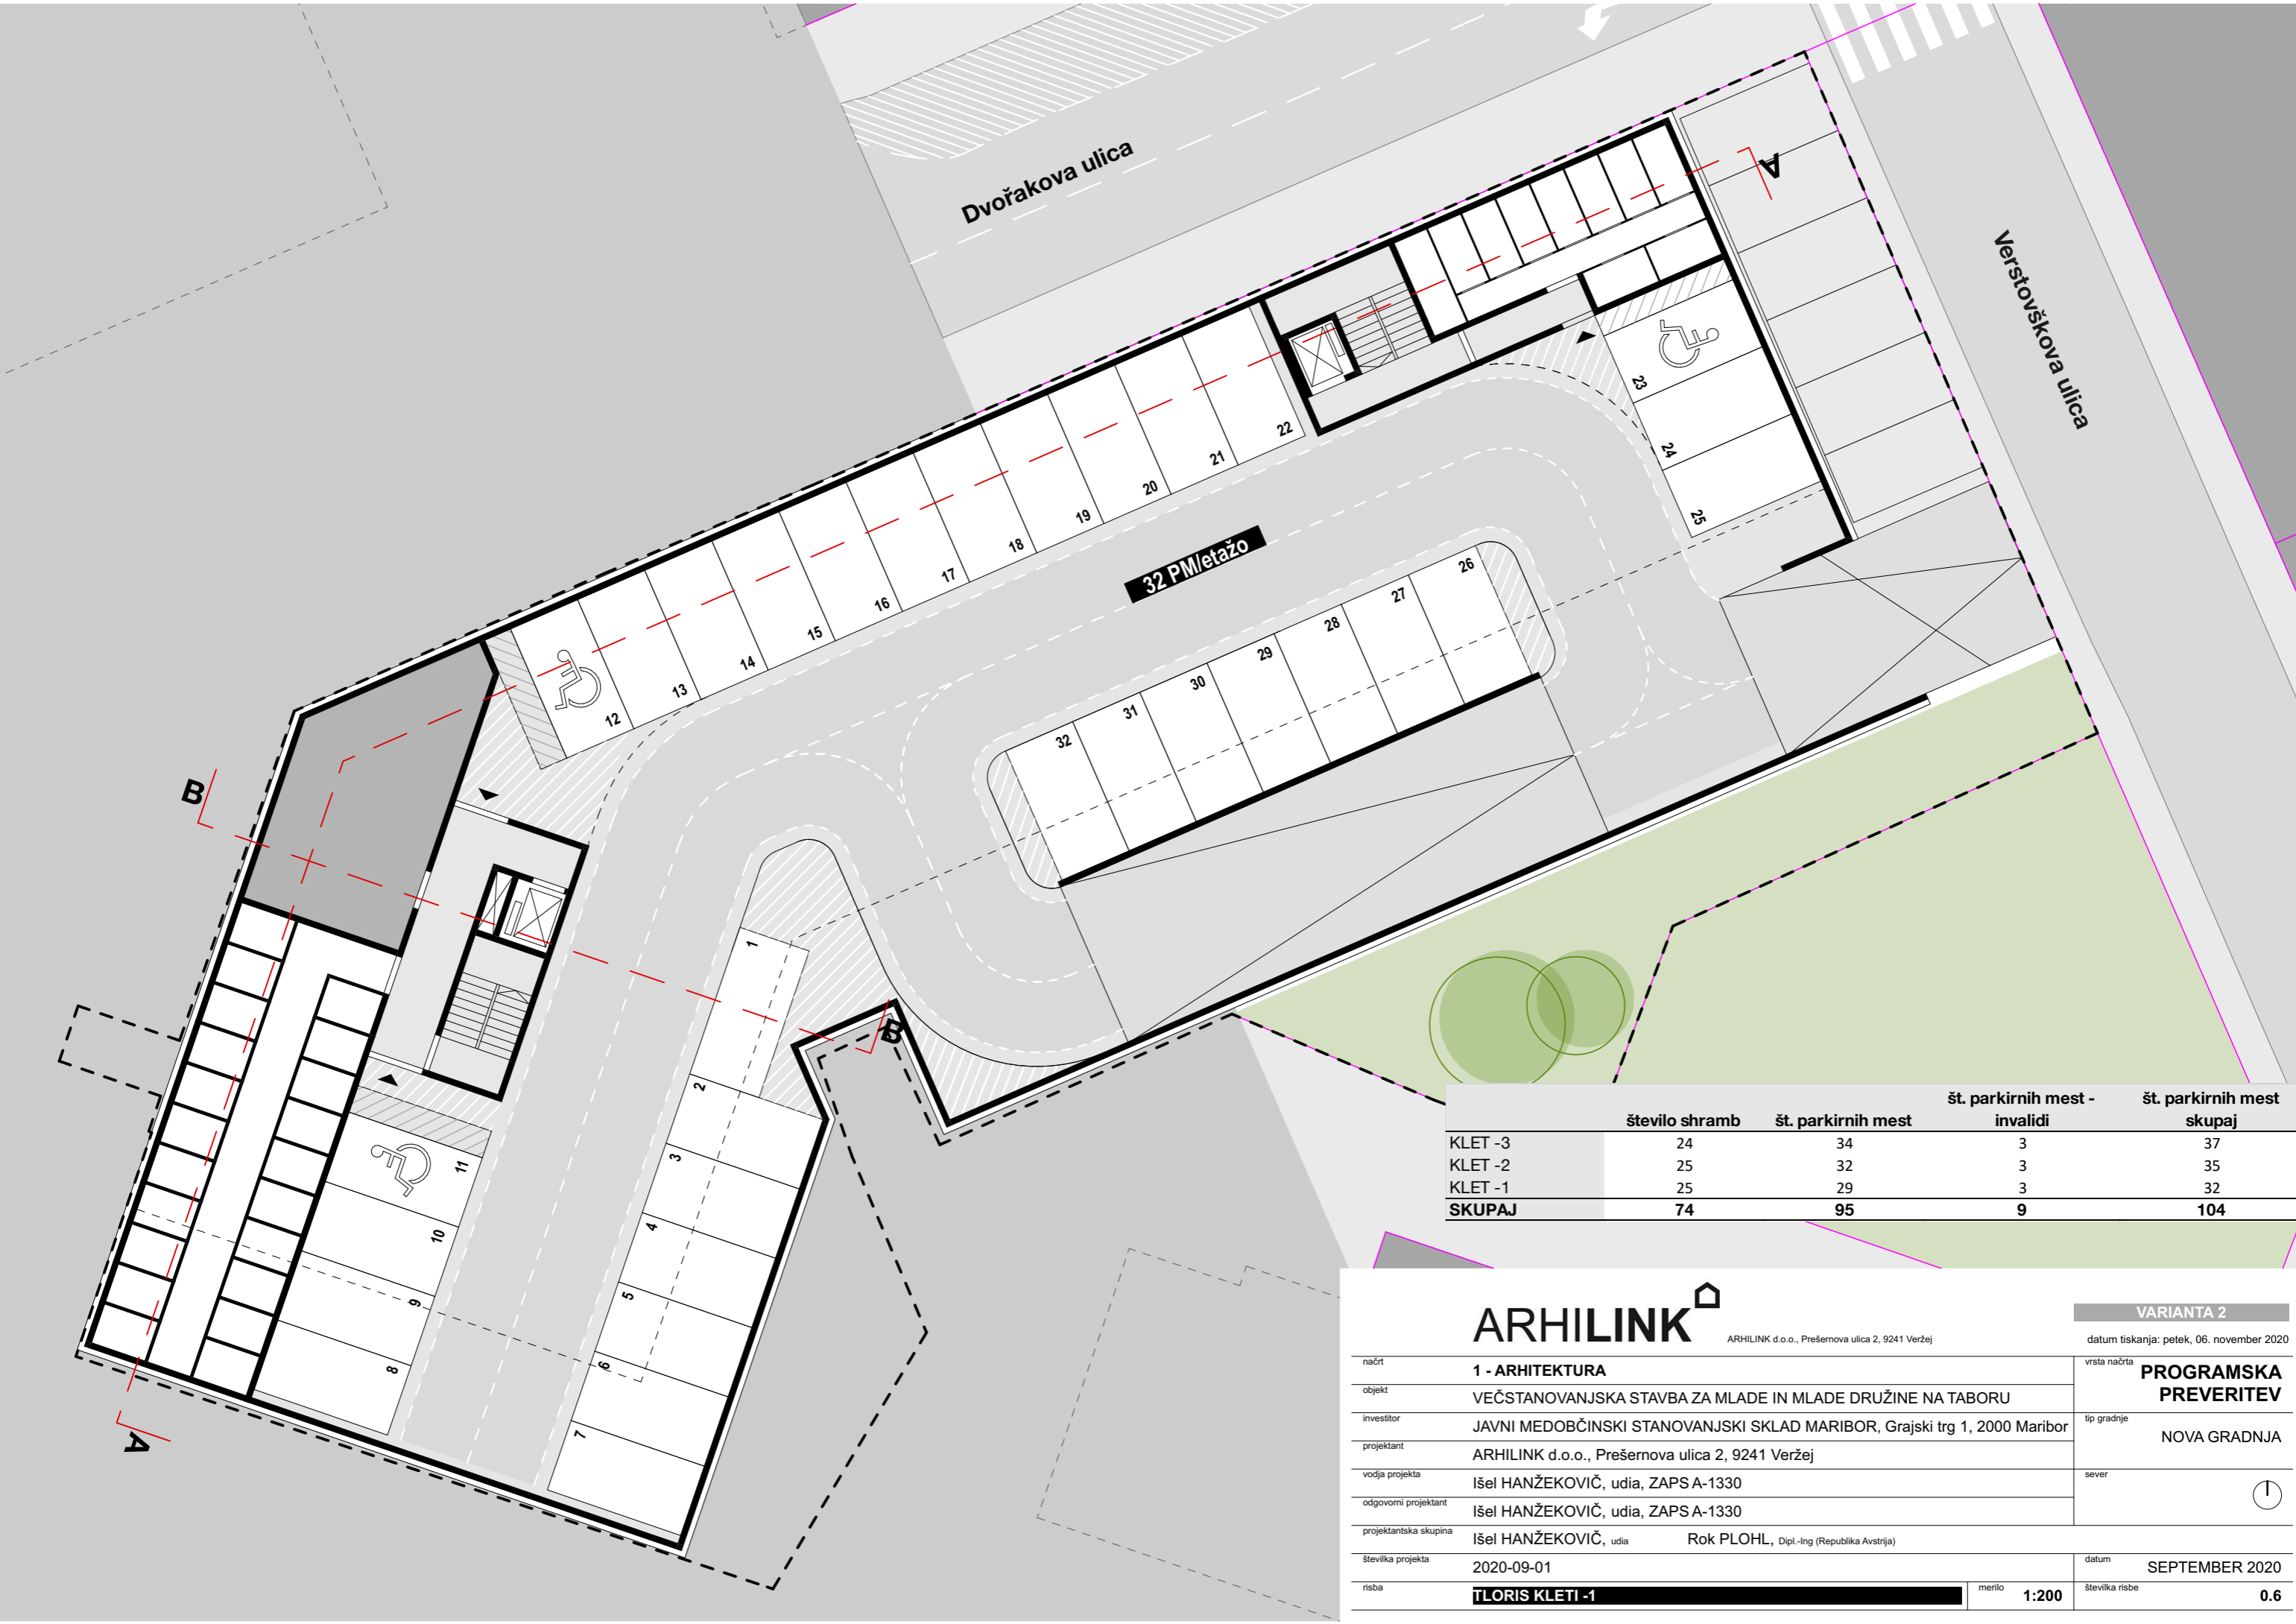 Dvořakova ulica
Verstovškova ulica
A
23
24
25
22
21
20
19
18
17
16
15
14
13
12
32 PM/etažo
26
27
28
29
30
31
32
B
B
1
2
3
4
5
6
7
11
10
9
8
A
število shramb št. parkirnih mest št. parkirnih mest - invalidi št. parkirnih mest skupaj
KLET -3 24 34 3 37
KLET -2 25 32 3 35
KLET -1 25 29 3 32
SKUPAJ 74 95 9 104
ARHILINK ARHILINK d.o.o., Prešernova ulica 2, 9241 Veržej
VARIANTA 2
datum tiskanja: petek, 06. november 2020
načrt 1 - ARHITEKTURA
vrsta načrta PROGRAMSKA
PREVERITEV
objekt VEČSTANOVANJSKA STAVBA ZA MLADE IN MLADE DRUŽINE NA TABORU
investitor JAVNI MEDOBČINSKI STANOVANJSKI SKLAD MARIBOR, Grajski trg 1, 2000 Maribor
tip gradnje NOVA GRADNJA
projektant ARHILINK d.o.o., Prešernova ulica 2, 9241 Veržej
vodja projekta Išel HANŽEKOVIČ, udia, ZAPS A-1330
sever
odgovorni projektant Išel HANŽEKOVIČ, udia, ZAPS A-1330
projektantska skupina Išel HANŽEKOVIČ, udia Rok PLOHL, Dipl.-Ing (Republika Avstrija)
številka projekta 2020-09-01
datum SEPTEMBER 2020
risba TLORIS KLETI -1
merilo 1:200
številka risbe 0.6